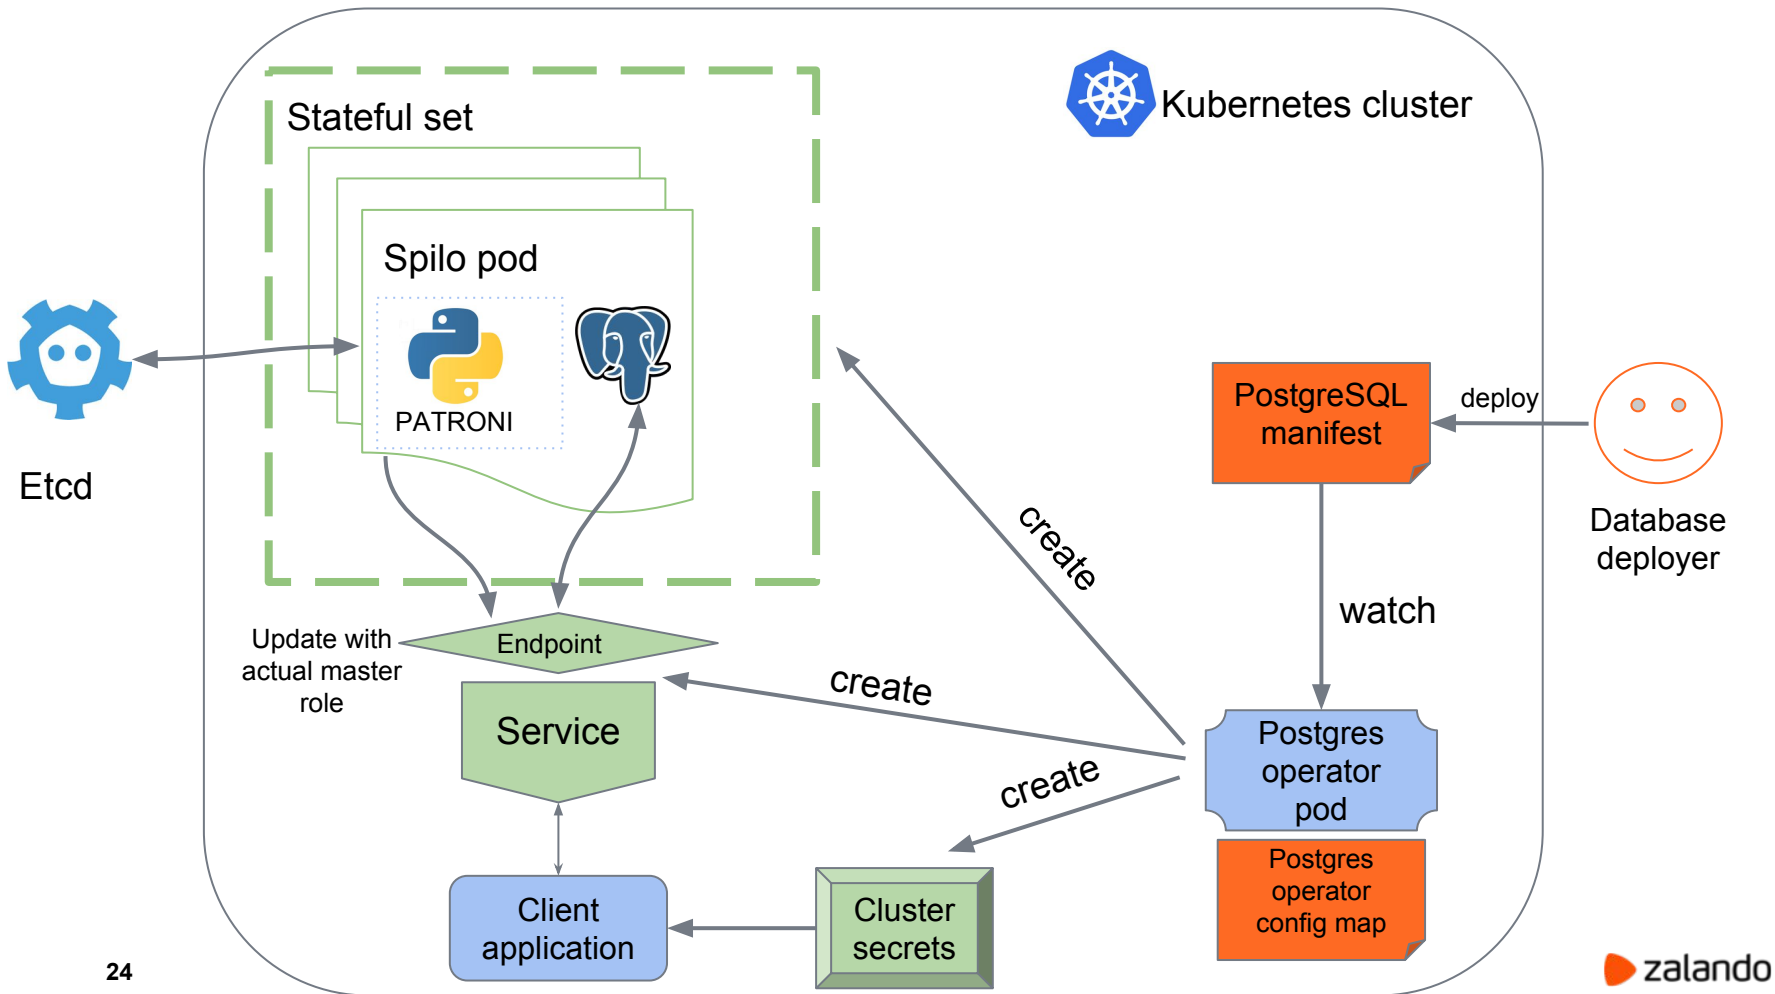 Kubernetes cluster
Stateful set
Spilo pod
PATRONI
Etcd
PostgreSQL
manifest
deploy
Database
deployer
create
watch
Update with
actual master
role
Endpoint
create
Service
create
Postgres
operator
pod
Postgres
operator
config map
Client
application
Cluster
secrets
24
zalando